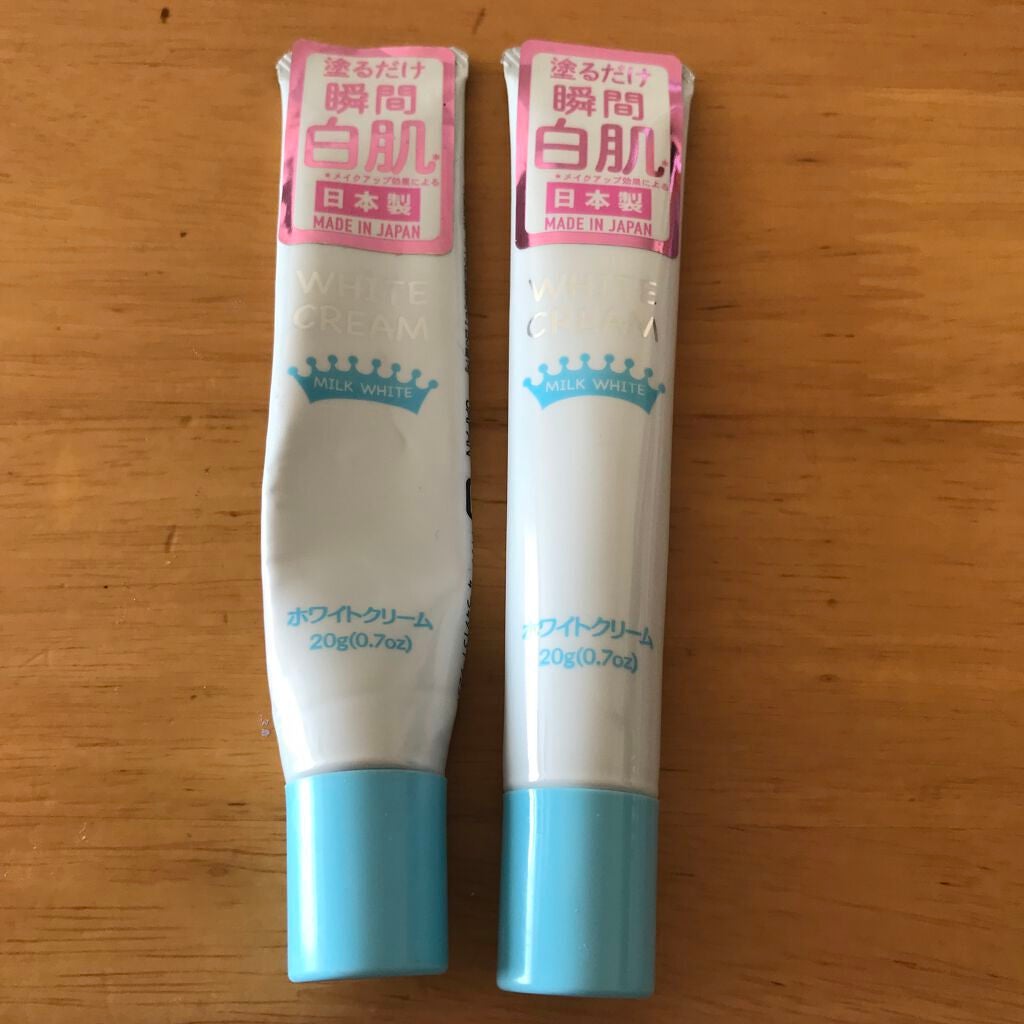 塗るだけ
瞬間
白肌*
*メイクアップ効果による
日本製
MADE IN JAPAN
WHITE
CREAM
MILK WHITE
ホワイトクリーム
20g(0.7oz)
塗るだけ
瞬間
白肌*
*メイクアップ効果による
日本製
MADE IN JAPAN
WHITE
CREAM
MILK WHITE
ホワイトクリーム
20g(0.7oz)